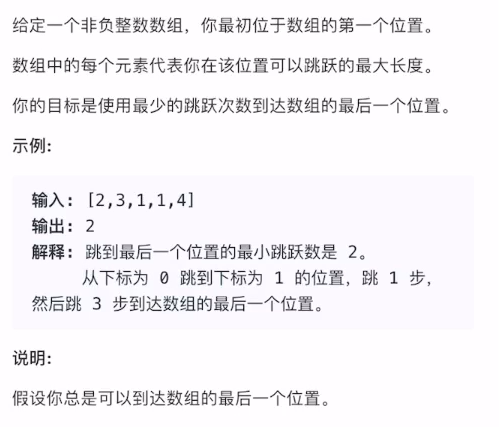 给定一个非负整数数组，你最初位于数组的第一个位置。
数组中的每个元素代表你在该位置可以跳跃的最大长度。
你的目标是使用最少的跳跃次数到达数组的最后一个位置。
示例:
输入: [2,3,1,1,4]
输出: 2
解释: 跳到最后一个位置的最小跳跃数是 2。
从下标为 0 跳到下标为 1 的位置，跳 1 步，
然后跳 3 步到达数组的最后一个位置。
说明:
假设你总是可以到达数组的最后一个位置。